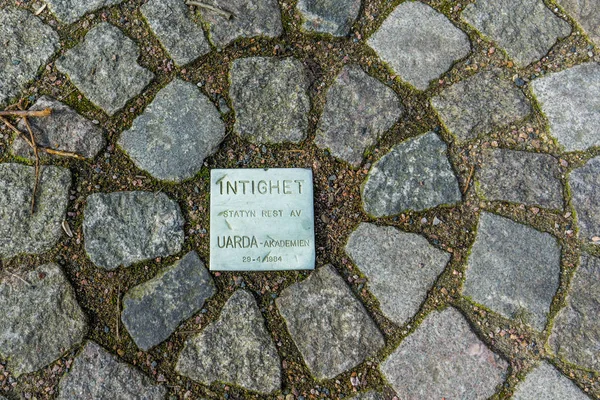 INTIGHET
STATYN REST AV
UARDA-AKADEMIEN
29-4/1984